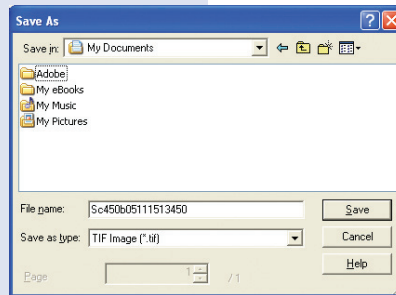 Save As
Save in: My Documents
Adobe
My eBooks
My Music
My Pictures
File name: Sc450b05111513450 Save
Save as type: TIF Image (*.tif) Cancel
Help
Page 1 / 1